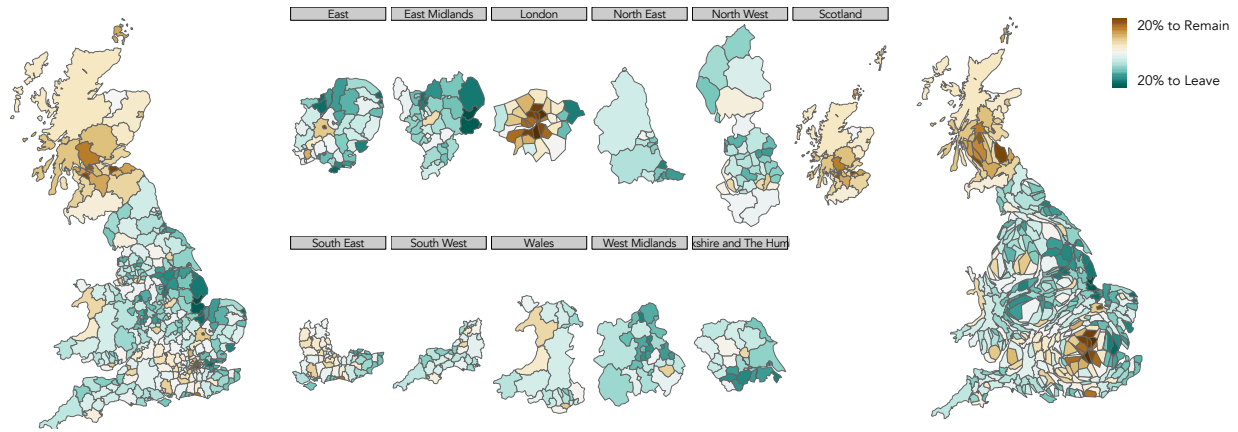 East
East Midlands
London
North East
North West
Scotland
20% to Remain
20% to Leave
South East
South West
Wales
West Midlands
kshire and The Hum